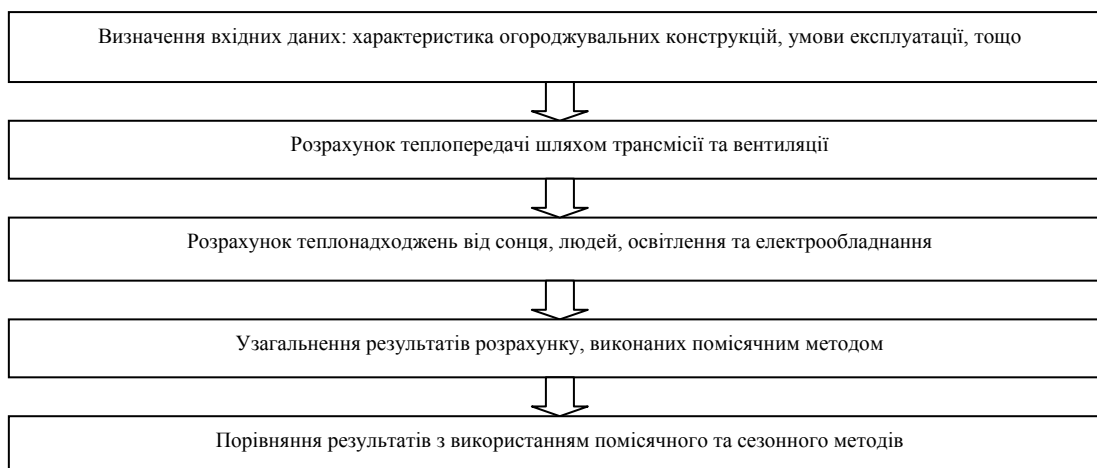 Визначення вхідних даних: характеристика огороджувальних конструкцій, умови експлуатації, тощо
Розрахунок теплопередачі шляхом трансмісії та вентиляції
Розрахунок теплонадходжень від сонця, людей, освітлення та електрообладнання
Узагальнення результатів розрахунку, виконаних помісячним методом
Порівняння результатів з використанням помісячного та сезонного методів